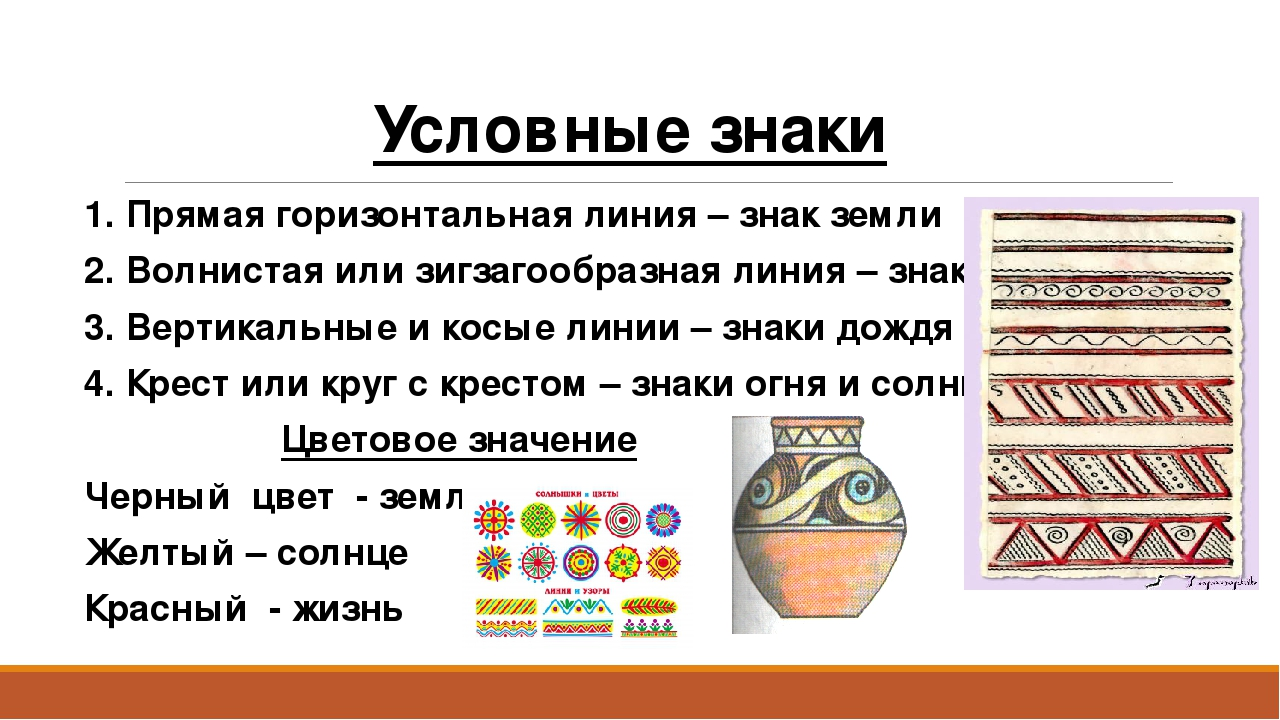 Условные знаки
1. Прямая горизонтальная линия – знак земли
2. Волнистая или зигзагообразная линия – знак
3. Вертикальные и косые линии – знаки дождя
4. Крест или круг с крестом – знаки огня и
Цветовое значение
Черный цвет - 
Желтый – солнце
Красный - жизнь
СОЛНЫШКИ и ЦВЕТЫ
ЛИНИИ и УЗОРЫ